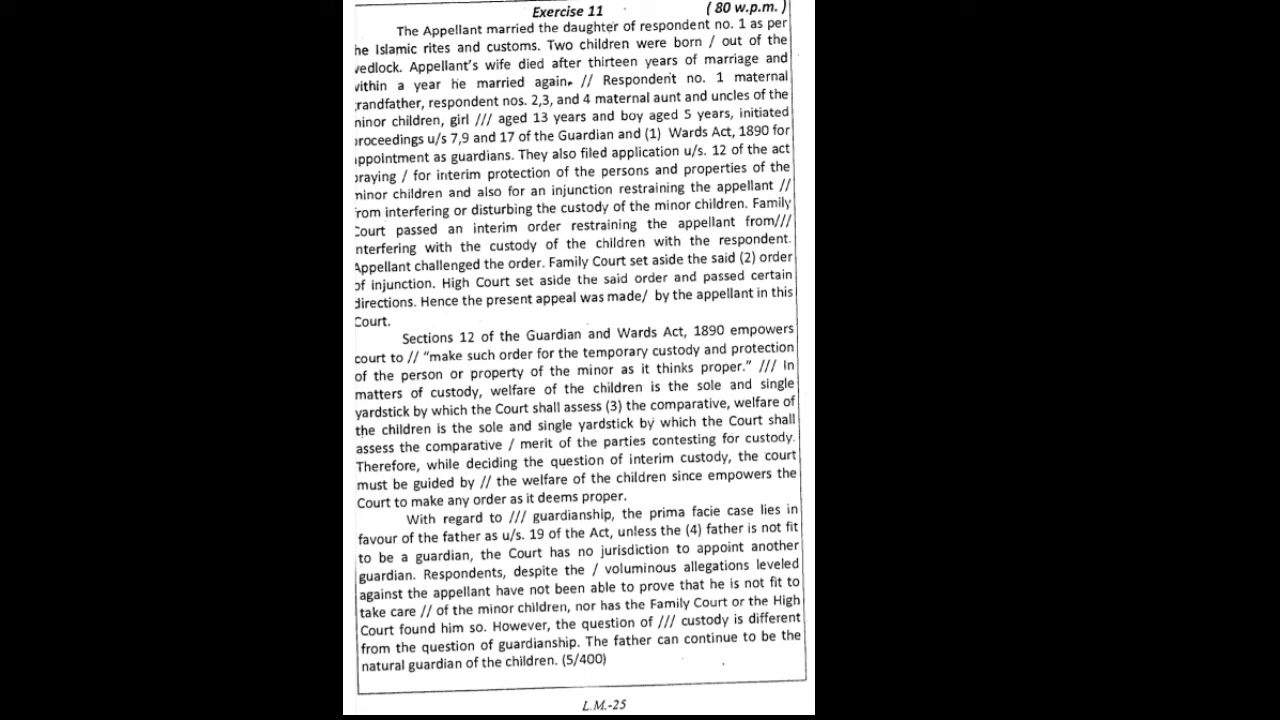 Exercise 11 ( 80 w.p.m. )
The Appellant married the daughter of respondent no. 1 as per
he Islamic rites and customs. Two children were born / out of the
vedlock. Appellant's wife died after thirteen years of marriage and
vithin a year he married again. // Respondent no. 1 maternal
randfather, respondent nos. 2,3, and 4 maternal aunt and uncles of the
ninor children, girl /// aged 13 years and boy aged 5 years, initiated
roceedings u/s 7,9 and 17 of the Guardian and (1) Wards Act, 1890 for
ppointment as guardians. They also filed application u/s. 12 of the act
praying / for interim protection of the persons and properties of the
minor children and also for an injunction restraining the appellant //
rom interfering or disturbing the custody of the minor children. Family
Court passed an interim order restraining the appellant from///
nterfering with the custody of the children with the respondent.
Appellant challenged the order. Family Court set aside the said (2) order
of injunction. High Court set aside the said order and passed certain
directions. Hence the present appeal was made/ by the appellant in this
Court.
Sections 12 of the Guardian and Wards Act, 1890 empowers
court to // "make such order for the temporary custody and protection
of the person or property of the minor as it thinks proper." /// In
matters of custody, welfare of the children is the sole and single
yardstick by which the Court shall assess (3) the comparative, welfare of
the children is the sole and single yardstick by which the Court shall
assess the comparative / merit of the parties contesting for custody.
Therefore, while deciding the question of interim custody, the court
must be guided by // the welfare of the children since empowers the
Court to make any order as it deems proper.
With regard to /// guardianship, the prima facie case lies in
favour of the father as u/s. 19 of the Act, unless the (4) father is not fit
to be a guardian, the Court has no jurisdiction to appoint another
guardian. Respondents, despite the / voluminous allegations leveled
against the appellant have not been able to prove that he is not fit to
take care // of the minor children, nor has the Family Court or the High
Court found him so. However, the question of /// custody is different
from the question of guardianship. The father can continue to be the
natural guardian of the children. (5/400)
L.M.-25